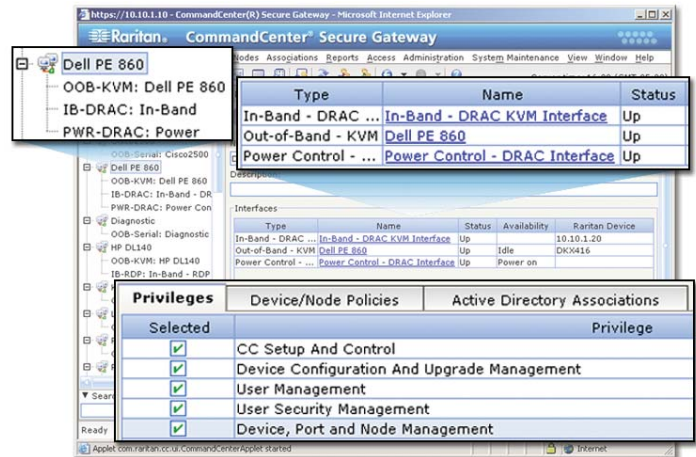 https://10.10.1.10 - CommandCenter(R) Secure Gateway - Microsoft Internet Explorer
Raritan. CommandCenter® Secure Gateway
Nodes Associations Reports Access Administration System Maintenance View Window Help
Dell PE 860
OOB-KVM: Dell PE 860
IB-DRAC: In-Band
PWR-DRAC: Power
Type Name Status
In-Band - DRAC ... In-Band - DRAC KVM Interface Up
Out-of-Band - KVM Dell PE 860 Up
Power Control - ... Power Control - DRAC Interface Up
OOB-Serial: Cisco2500
Dell PE 860
OOB-KVM: Dell PE 860
IB-DRAC: In-Band - DR
PWR-DRAC: Power Con
Diagnostic
OOB-Serial: Diagnostic
HP DL140
OOB-KVM: HP DL140
IB-RDP: In-Band - RDP
Description
Interfaces
Type Name Status Availability Raritan Device
In-Band - DRAC ... In-Band - DRAC KVM Interface Up 10.10.1.20
Out-of-Band - KVM Dell PE 860 Up Idle DKX416
Power Control - ... Power Control - DRAC Interface Up Power on
Privileges Device/Node Policies Active Directory Associations
Selected Privilege
CC Setup And Control
Device Configuration And Upgrade Management
User Management
User Security Management
Device, Port and Node Management
Sear
Ready
Applet com.raritan.cc.ui.CommandCenterApplet started Internet